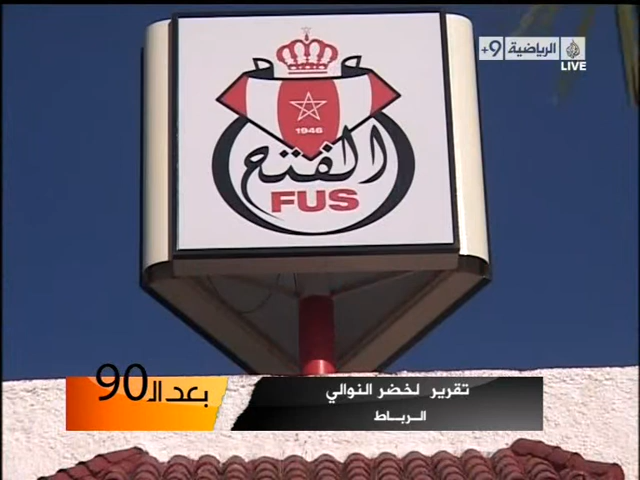 الرياضية +9
LIVE
1946
الفتح
FUS
بعد الـ 90
تقرير لخضر النوالي
الرباط